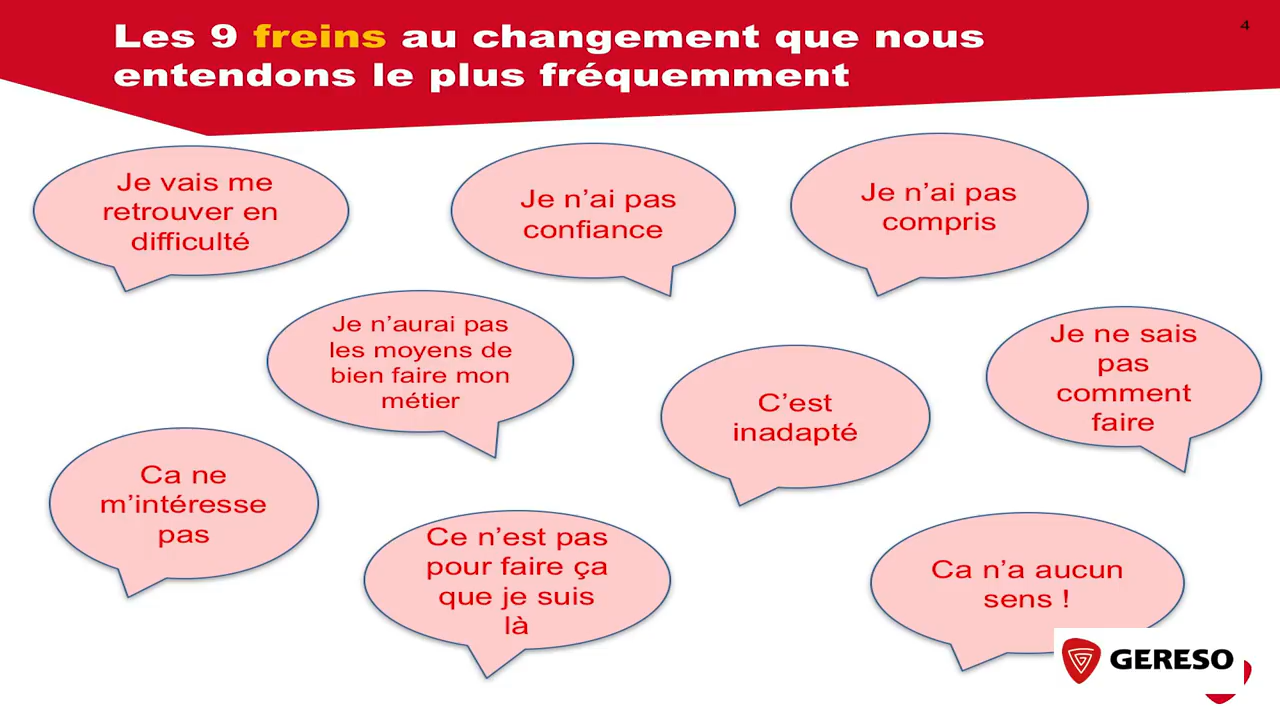 Les 9 freins au changement que nous
entendons le plus fréquemment
4
Je vais me
retrouver en
difficulté
Je n’ai pas
confiance
Je n’ai pas
compris
Je n’aurai pas
les moyens de
bien faire mon
métier
C’est
inadapté
Je ne sais
pas
comment
faire
Ca ne
m’intéresse
pas
Ce n’est pas
pour faire ça
que je suis
là
Ca n’a aucun
sens !
GERESO